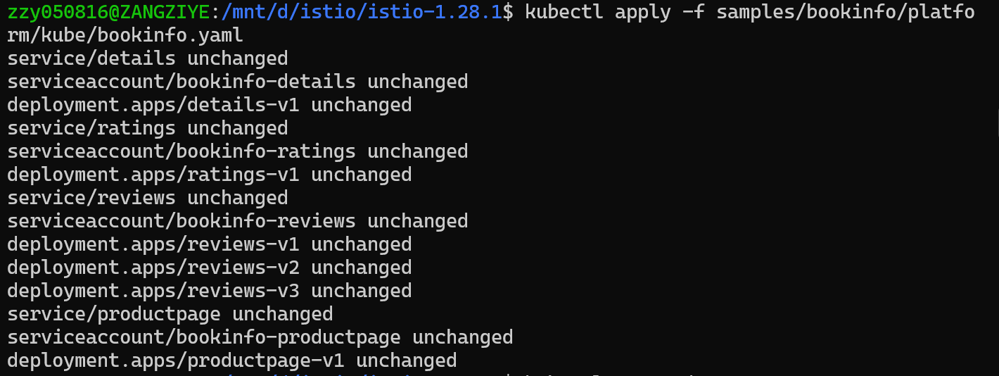 zzy050816@ZANGZIYE:/mnt/d/istio/istio-1.28.1$ kubectl apply -f samples/bookinfo/platfo
rm/kube/bookinfo.yaml
service/details unchanged
serviceaccount/bookinfo-details unchanged
deployment.apps/details-v1 unchanged
service/ratings unchanged
serviceaccount/bookinfo-ratings unchanged
deployment.apps/ratings-v1 unchanged
service/reviews unchanged
serviceaccount/bookinfo-reviews unchanged
deployment.apps/reviews-v1 unchanged
deployment.apps/reviews-v2 unchanged
deployment.apps/reviews-v3 unchanged
service/productpage unchanged
serviceaccount/bookinfo-productpage unchanged
deployment.apps/productpage-v1 unchanged